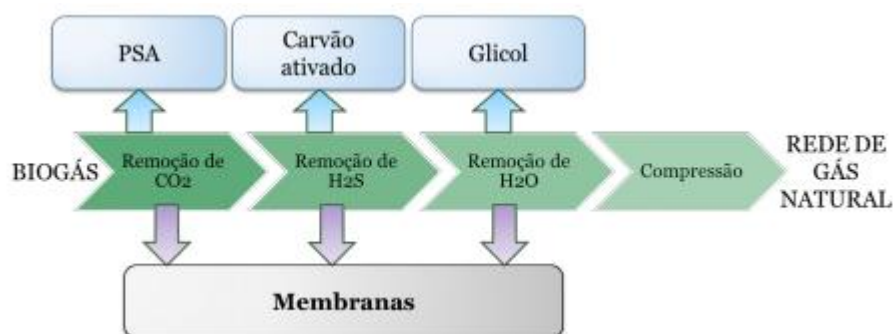 PSA
Carvão
ativado
Glicol
BIOGÁS
Remoção de
CO2
Remoção de
H2S
Remoção de
H2O
Compressão
REDE DE
GÁS
NATURAL
Membranas